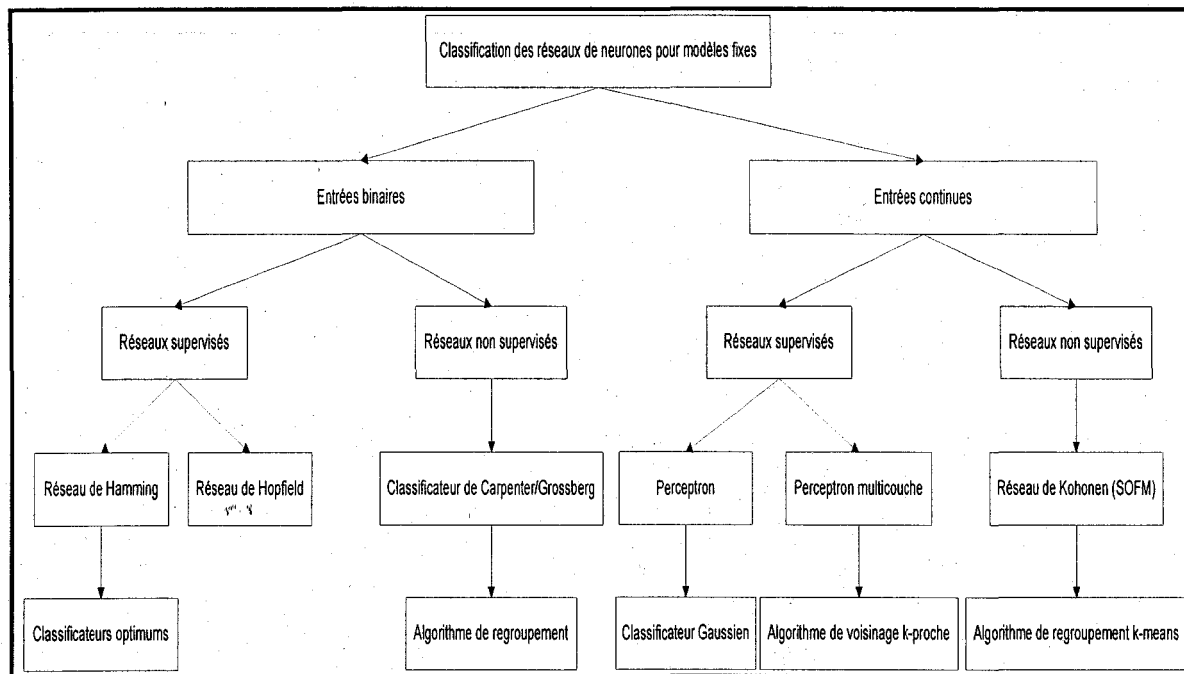 Classification des réseaux de neurones pour modèles fixes
Entrées binaires
Entrées continues
Réseaux supervisés
Réseaux non supervisés
Réseaux supervisés
Réseaux non supervisés
Réseau de Hamming
Réseau de Hopfield
Classificateur de Carpenter/Grossberg
Perceptron
Perceptron multicouche
Réseau de Kohonen (SOFM)
Classificateurs optimums
Algorithme de regroupement
Classificateur Gaussien
Algorithme de voisinage k-proche
Algorithme de regroupement k-means